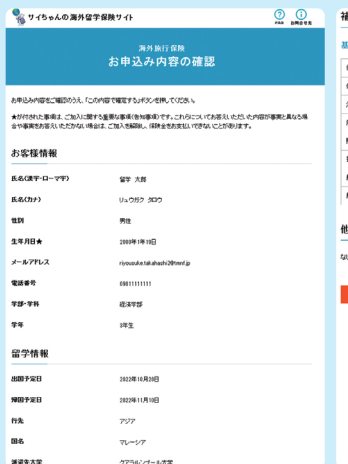 サイちゃんの海外留学保険サイト
FAQ
お問合せ先
海外旅行保険
お申込み内容の確認
お申込み内容をご確認のうえ、「この内容で確定する」ボタンを押してください。
★が付された事項は、ご加入に関する重要な事項(告知事項)です。これらについてお答えいただいた内容が事実と異なる場
合や事実をお答えいただかない場合は、ご加入を解除し、保険金をお支払いできないことがあります。
お客様情報
氏名(漢字・ローマ字) 留学 太郎
氏名(カナ) リュウガク タロウ
性別 男性
生年月日★
メールアドレス riyousuke.takahashi2@tmnf.jp
電話番号 09011111111
学部・学科 経済学部
学年 3年生
留学情報
出国予定日 2022年10月20日
帰国予定日 2022年11月10日
行先 アジア
国名 マレーシア
派遣先大学 クアラルンプール大学